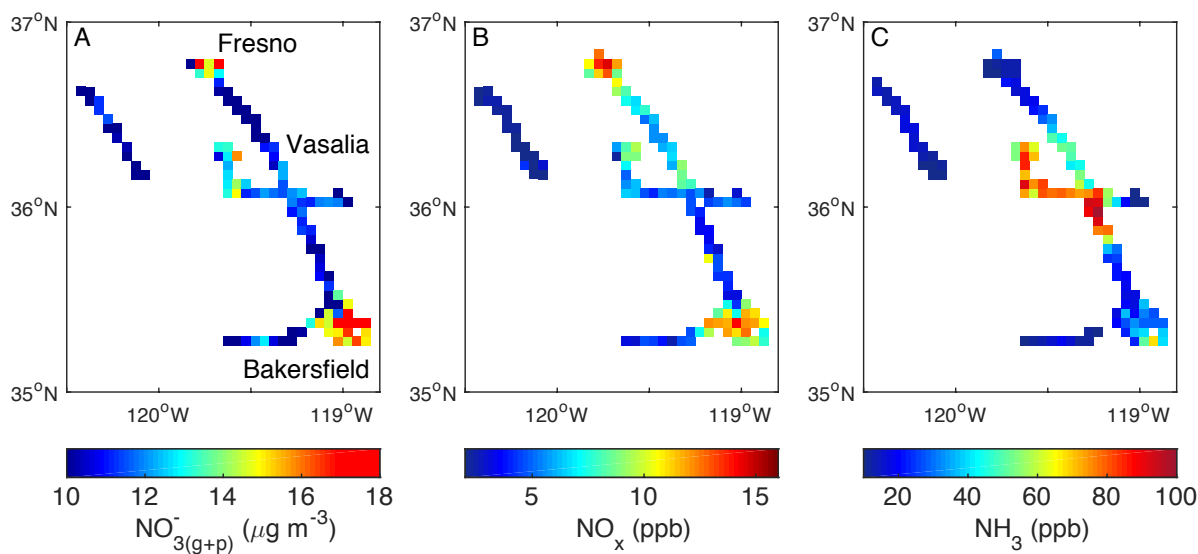 A
Fresno
Vasalia
Bakersfield
37°N
36°N
35°N
120°W
119°W
10 12 14 16 18
NO⁻3(g+p) (μg m⁻³)
B
37°N
36°N
35°N
120°W
119°W
5 10 15
NOₓ (ppb)
C
37°N
36°N
35°N
120°W
119°W
20 40 60 80 100
NH₃ (ppb)